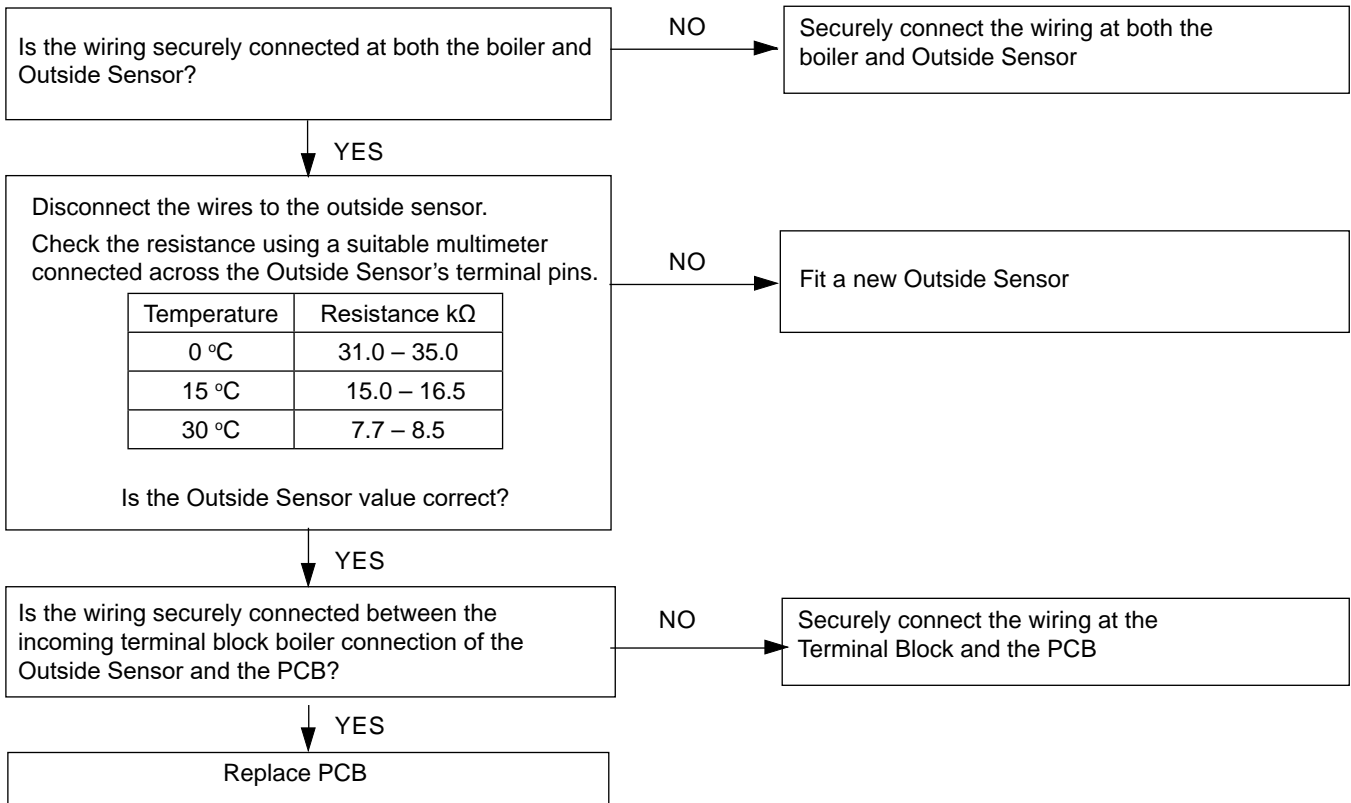 Is the wiring securely connected at both the boiler and
Outside Sensor?
NO
Securely connect the wiring at both the
boiler and Outside Sensor
YES
Disconnect the wires to the outside sensor.
Check the resistance using a suitable multimeter
connected across the Outside Sensor’s terminal pins.
NO
Fit a new Outside Sensor
Temperature Resistance kΩ
0 ºC 31.0 – 35.0
15 ºC 15.0 – 16.5
30 ºC 7.7 – 8.5
Is the Outside Sensor value correct?
YES
Is the wiring securely connected between the
incoming terminal block boiler connection of the
Outside Sensor and the PCB?
NO
Securely connect the wiring at the
Terminal Block and the PCB
YES
Replace PCB